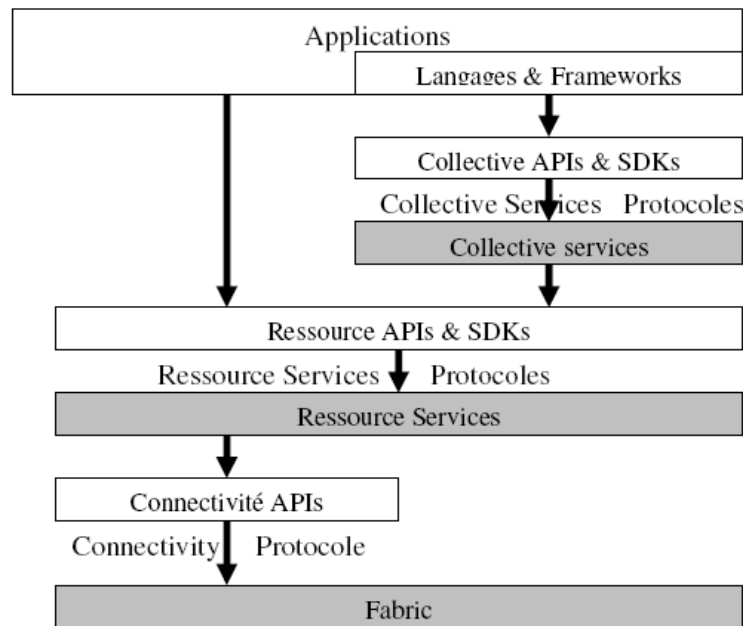 Applications
Langages & Frameworks
Collective APIs & SDKs
Collective Services Protocoles
Collective services
Ressource APIs & SDKs
Ressource Services Protocoles
Ressource Services
Connectivité APIs
Connectivity Protocole
Fabric